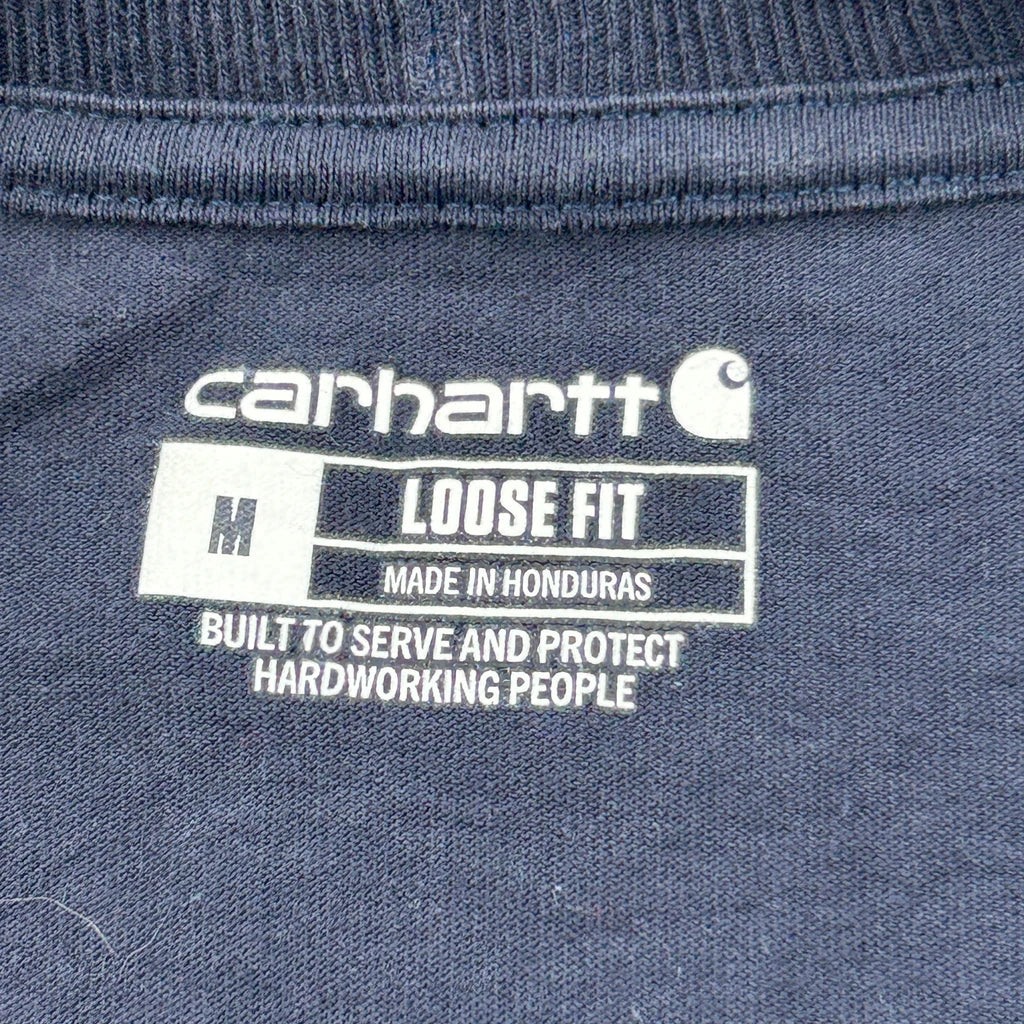 carhartt
M
LOOSE FIT
MADE IN HONDURAS
BUILT TO SERVE AND PROTECT
HARDWORKING PEOPLE